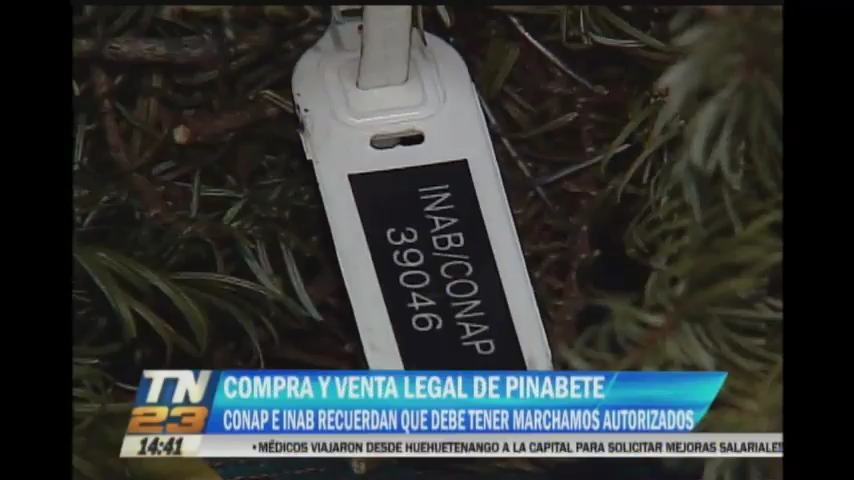 INAB/CONAP
39046
TN
23
COMPRA Y VENTA LEGAL DE PINABETE
CONAP E INAB RECUERDAN QUE DEBE TENER MARCHAMOS AUTORIZADOS
14:41
•MÉDICOS VIAJARON DESDE HUEHUETENANGO A LA CAPITAL PARA SOLICITAR MEJORAS SALARIALE